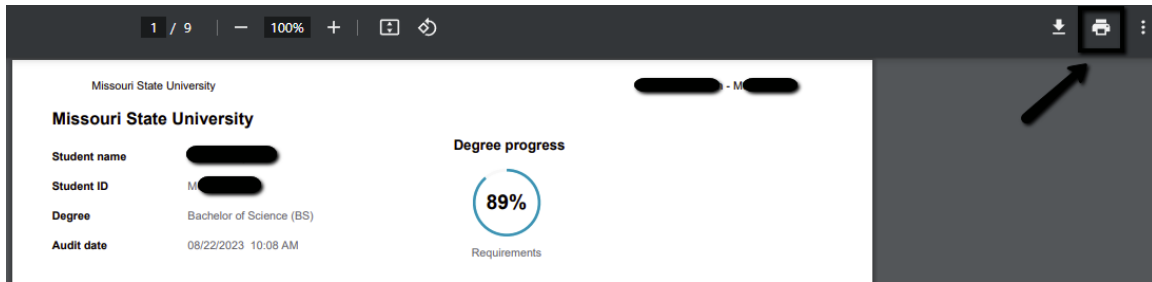 1 / 9 | — 100% + |
Missouri State University - M
Missouri State University
Student name
Student ID M
Degree Bachelor of Science (BS)
Audit date 08/22/2023 10:08 AM
Degree progress
89%
Requirements